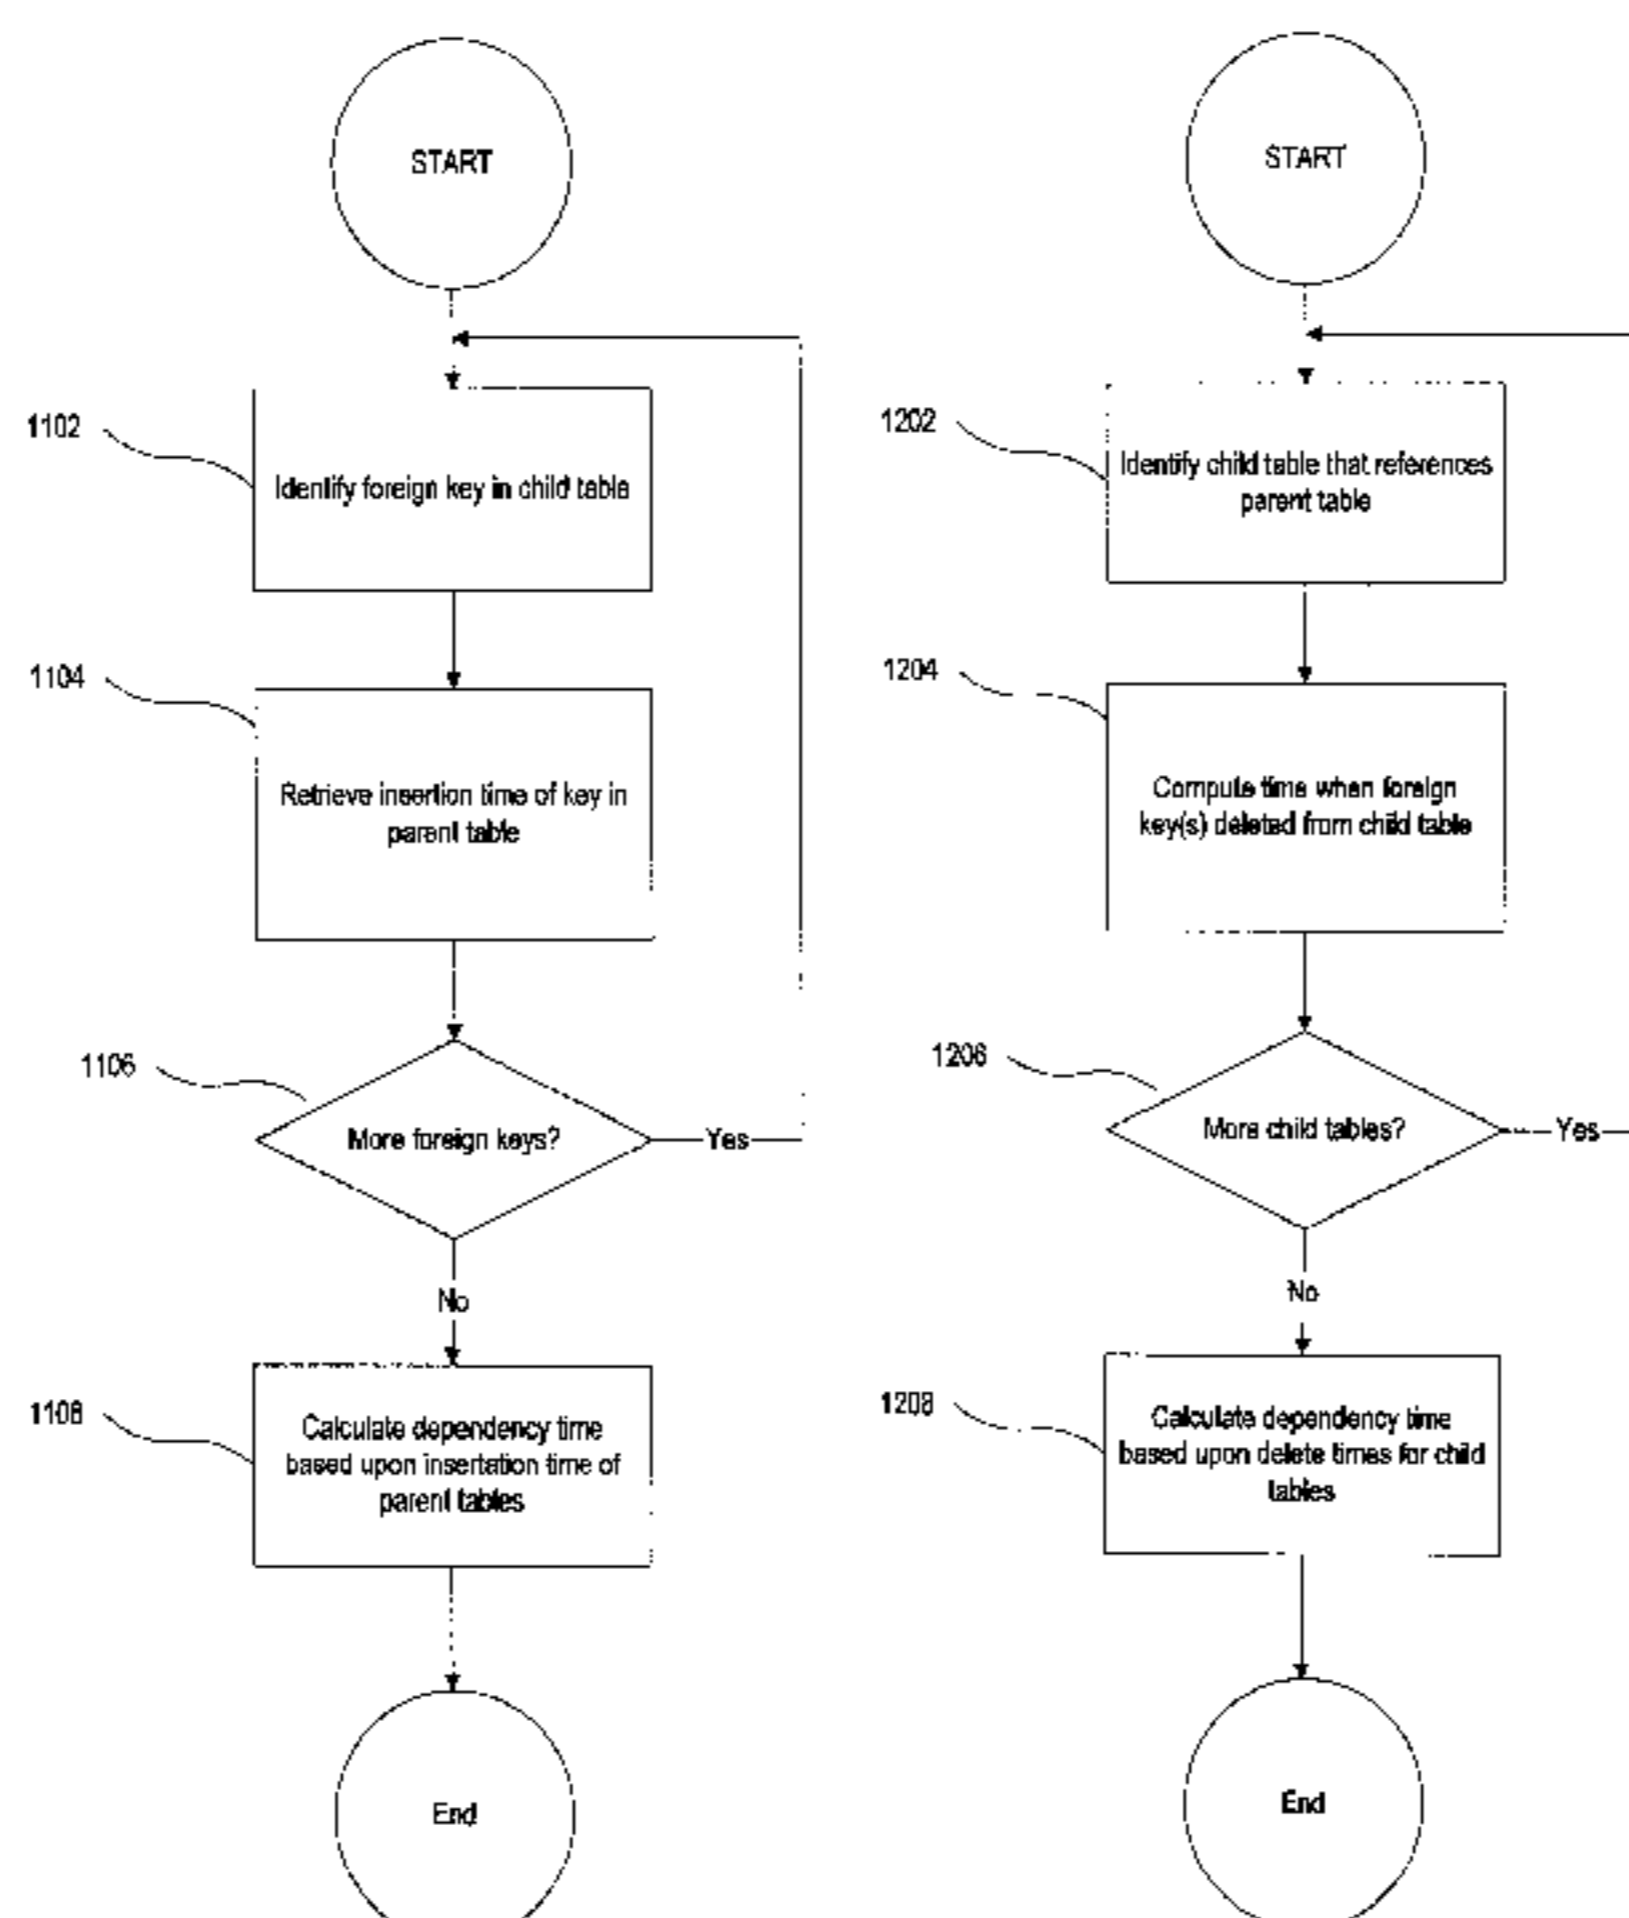 START
1102
Identify foreign key in child table
1104
Retrieve insertion time of key in
parent table
1106
More foreign keys?
Yes
No
1108
Calculate dependency time
based upon insertation time of
parent tables
End
START
1202
Identify child table that references
parent table
1204
Compute time when foreign
key(s) deleted from child table
1206
More child tables?
Yes
No
1208
Calculate dependency time
based upon delete times for child
tables
End